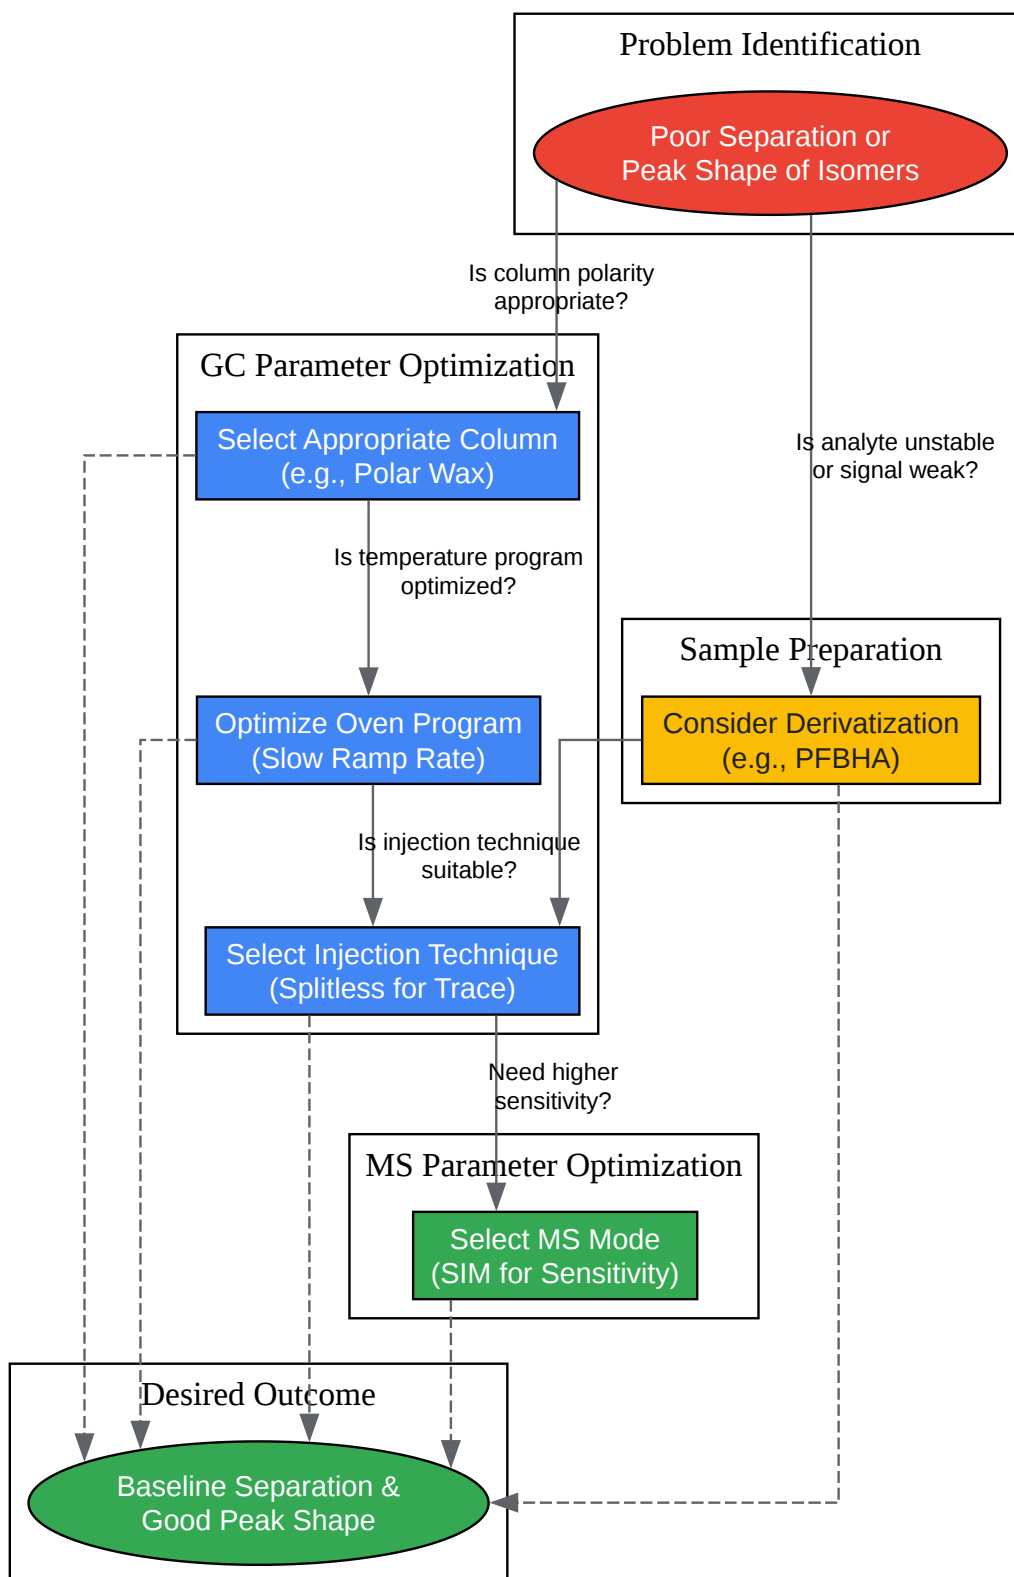 Problem Identification
Poor Separation or
Peak Shape of Isomers
Is column polarity
appropriate?
GC Parameter Optimization
Select Appropriate Column
(e.g., Polar Wax)
Is analyte unstable
or signal weak?
Is temperature program
optimized?
Sample Preparation
Optimize Oven Program
(Slow Ramp Rate)
Consider Derivatization
(e.g., PFBHA)
Is injection technique
suitable?
Select Injection Technique
(Splitless for Trace)
Need higher
sensitivity?
MS Parameter Optimization
Select MS Mode
(SIM for Sensitivity)
Desired Outcome
Baseline Separation &
Good Peak Shape